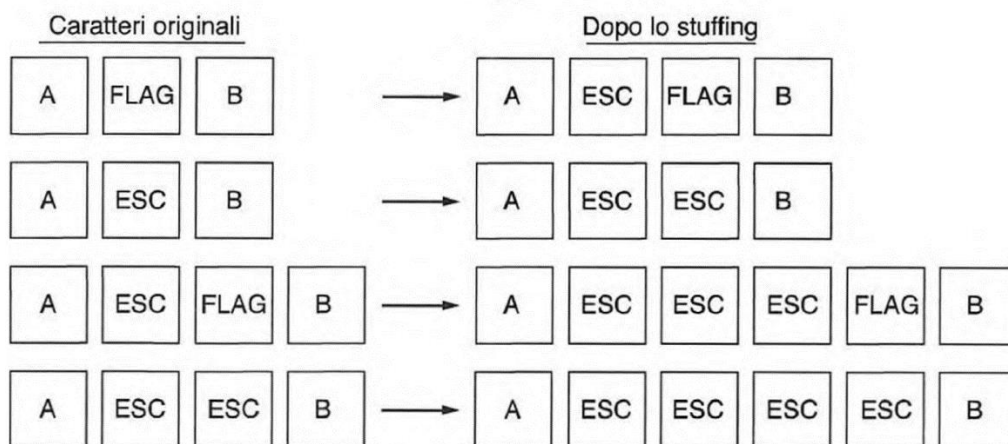 Caratteri originali Dopo lo stuffing
A FLAG B A ESC FLAG B
A ESC B A ESC ESC B
A ESC FLAG B A ESC ESC ESC FLAG B
A ESC ESC B A ESC ESC ESC ESC B